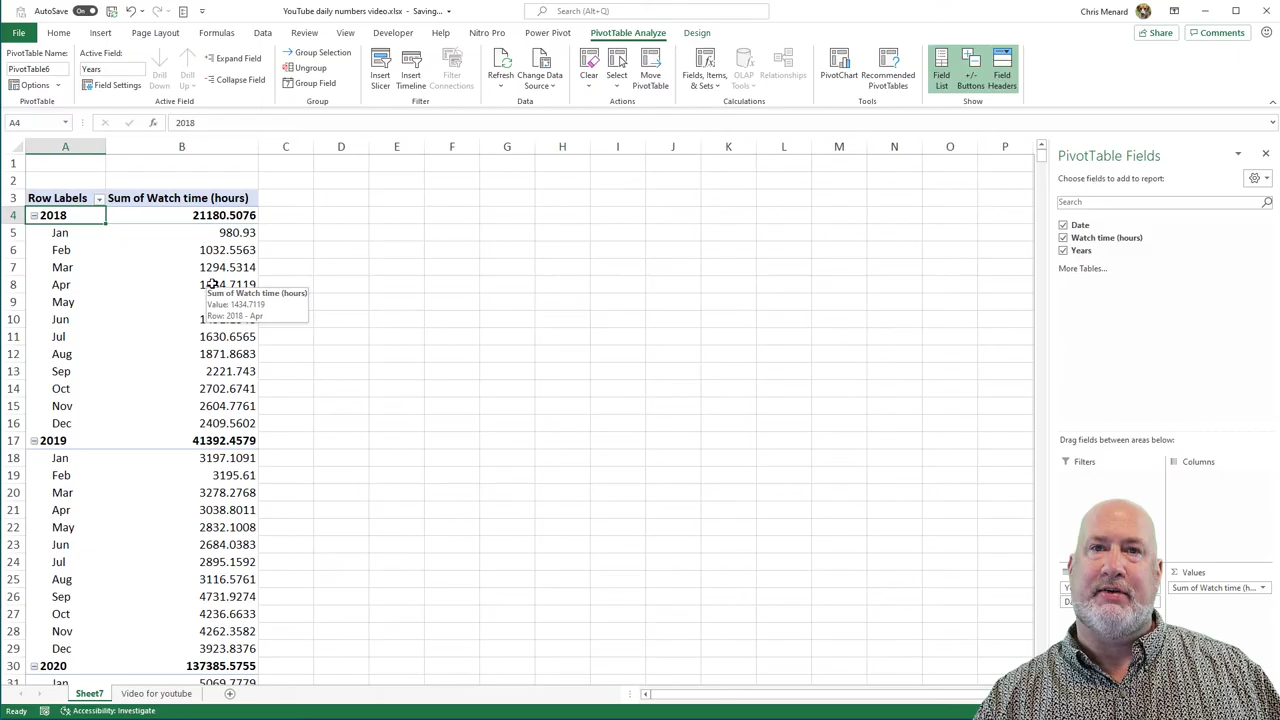 AutoSave On YouTube daily numbers video.xlsx - Saving... Search (Alt+Q) Chris Menard
File Home Insert Page Layout Formulas Data Review View Developer Help Nitro Pro Power Pivot PivotTable Analyze Design Share Comments
PivotTable Name:
PivotTable6
Options
PivotTable
Active Field:
Years
Field Settings
Drill Down
Drill Up
Expand Field
Collapse Field
Active Field
Group Selection
Ungroup
Group Field
Group
Insert Slicer
Insert Timeline
Filter Connections
Filter
Refresh
Change Data Source
Data
Clear
Select
Move PivotTable
Actions
Fields, Items, & Sets
OLAP Tools
Relationships
Calculations
PivotChart
Recommended PivotTables
Tools
Field List
+/- Buttons
Field Headers
Show
A4 fx 2018
A B C D E F G H I J K L M N O P
1
2
3 Row Labels Sum of Watch time (hours)
4 2018 21180.5076
5 Jan 980.93
6 Feb 1032.5563
7 Mar 1294.5314
8 Apr 1434.7119
9 May
10 Jun
11 Jul 1630.6565
12 Aug 1871.8683
13 Sep 2221.743
14 Oct 2702.6741
15 Nov 2604.7761
16 Dec 2409.5602
17 2019 41392.4579
18 Jan 3197.1091
19 Feb 3195.61
20 Mar 3278.2768
21 Apr 3038.8011
22 May 2832.1008
23 Jun 2684.0383
24 Jul 2895.1592
25 Aug 3116.5761
26 Sep 4731.9274
27 Oct 4236.6633
28 Nov 4262.3582
29 Dec 3923.8376
30 2020 137385.5755
31 Jan 5069.7779
Sum of Watch time (hours)
Value: 1434.7119
Row: 2018 - Apr
PivotTable Fields
Choose fields to add to report:
Search
Date
Watch time (hours)
Years
More Tables...
Drag fields between areas below:
Filters Columns
Values
Sum of Watch time (h...
Sheet7 Video for youtube
Ready Accessibility: Investigate